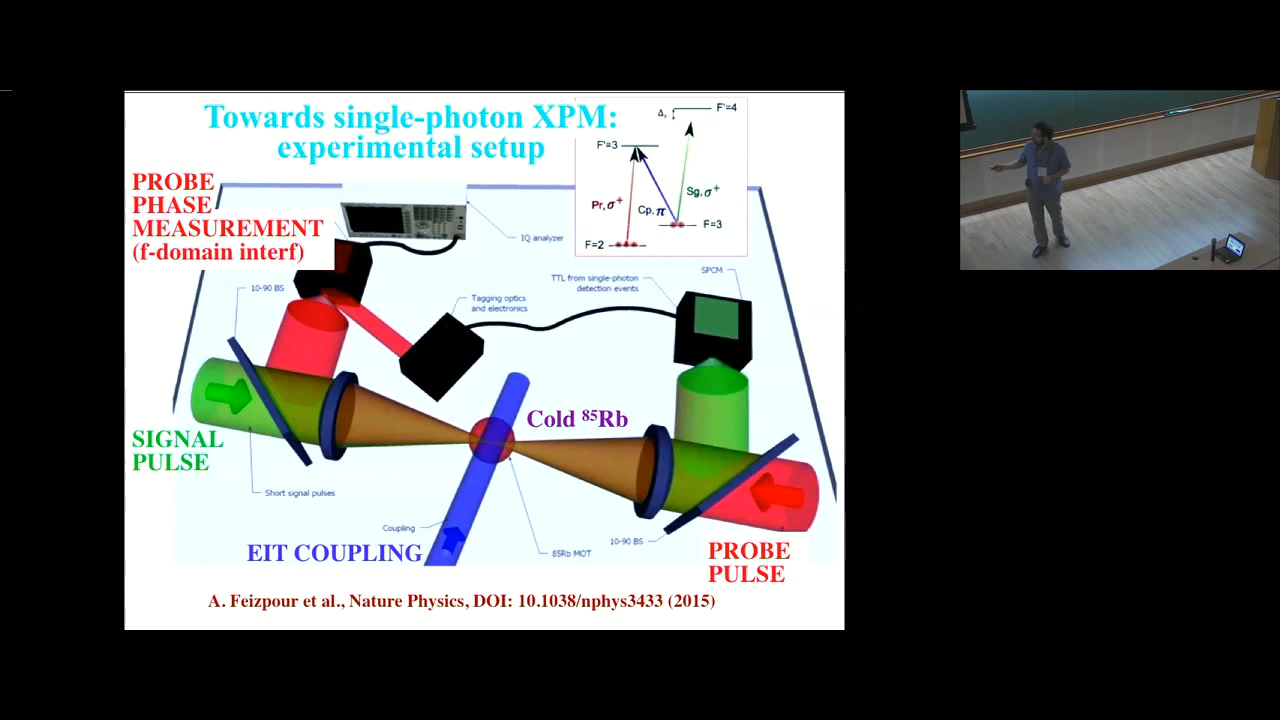 Towards single-photon XPM:
experimental setup
F'=4
Δs
F'=3
Pr,σ+
Cp,π
Sg,σ+
F=3
F=2
PROBE
PHASE
MEASUREMENT
(f-domain interf)
IQ analyzer
SPCM
TTL from single-photon
detection events
10-90 BS
Tagging optics
and electronics
Cold 85Rb
SIGNAL
PULSE
Short signal pulses
Coupling
EIT COUPLING
85Rb MOT
10-90 BS
PROBE
PULSE
A. Feizpour et al., Nature Physics, DOI: 10.1038/nphys3433 (2015)